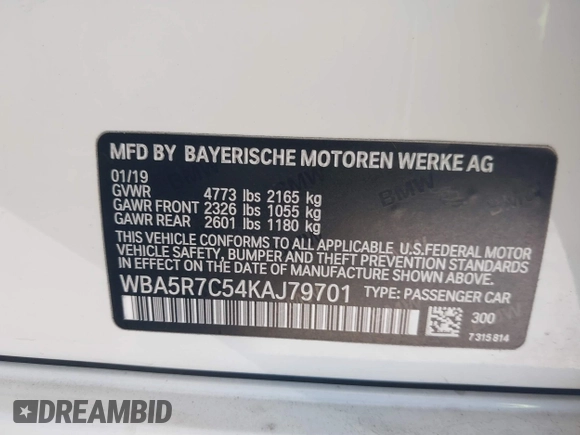 MFD BY BAYERISCHE MOTOREN WERKE AG
01/19
GVWR 4773 lbs 2165 kg
GAWR FRONT 2326 lbs 1055 kg
GAWR REAR 2601 lbs 1180 kg
THIS VEHICLE CONFORMS TO ALL APPLICABLE U.S.FEDERAL MOTOR
VEHICLE SAFETY, BUMPER AND THEFT PREVENTION STANDARDS
IN EFFECT ON THE DATE OF MANUFACTURE SHOWN ABOVE.
WBA5R7C54KAJ79701 TYPE: PASSENGER CAR
300
7315814
DREAMBID